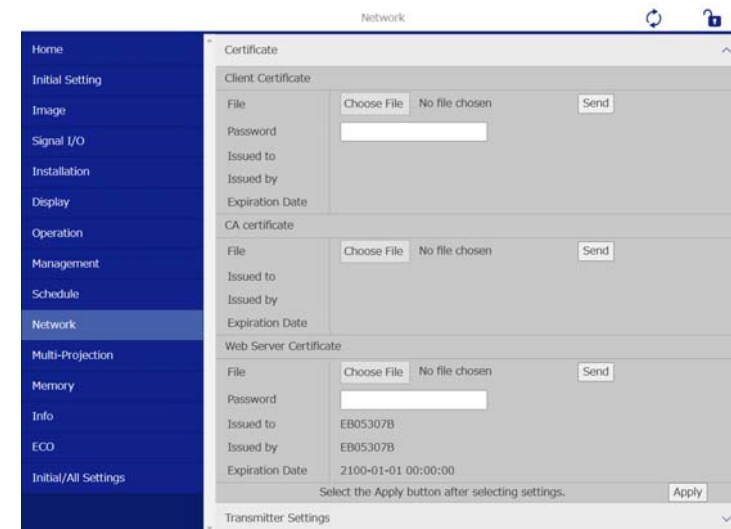 Network
Home
Initial Setting
Image
Signal I/O
Installation
Display
Operation
Management
Schedule
Network
Multi-Projection
Memory
Info
ECO
Initial/All Settings
Certificate
Client Certificate
File Choose File No file chosen Send
Password
Issued to
Issued by
Expiration Date
CA certificate
File Choose File No file chosen Send
Issued to
Issued by
Expiration Date
Web Server Certificate
File Choose File No file chosen Send
Password
Issued to EB05307B
Issued by EB05307B
Expiration Date 2100-01-01 00:00:00
Select the Apply button after selecting settings. Apply
Transmitter Settings